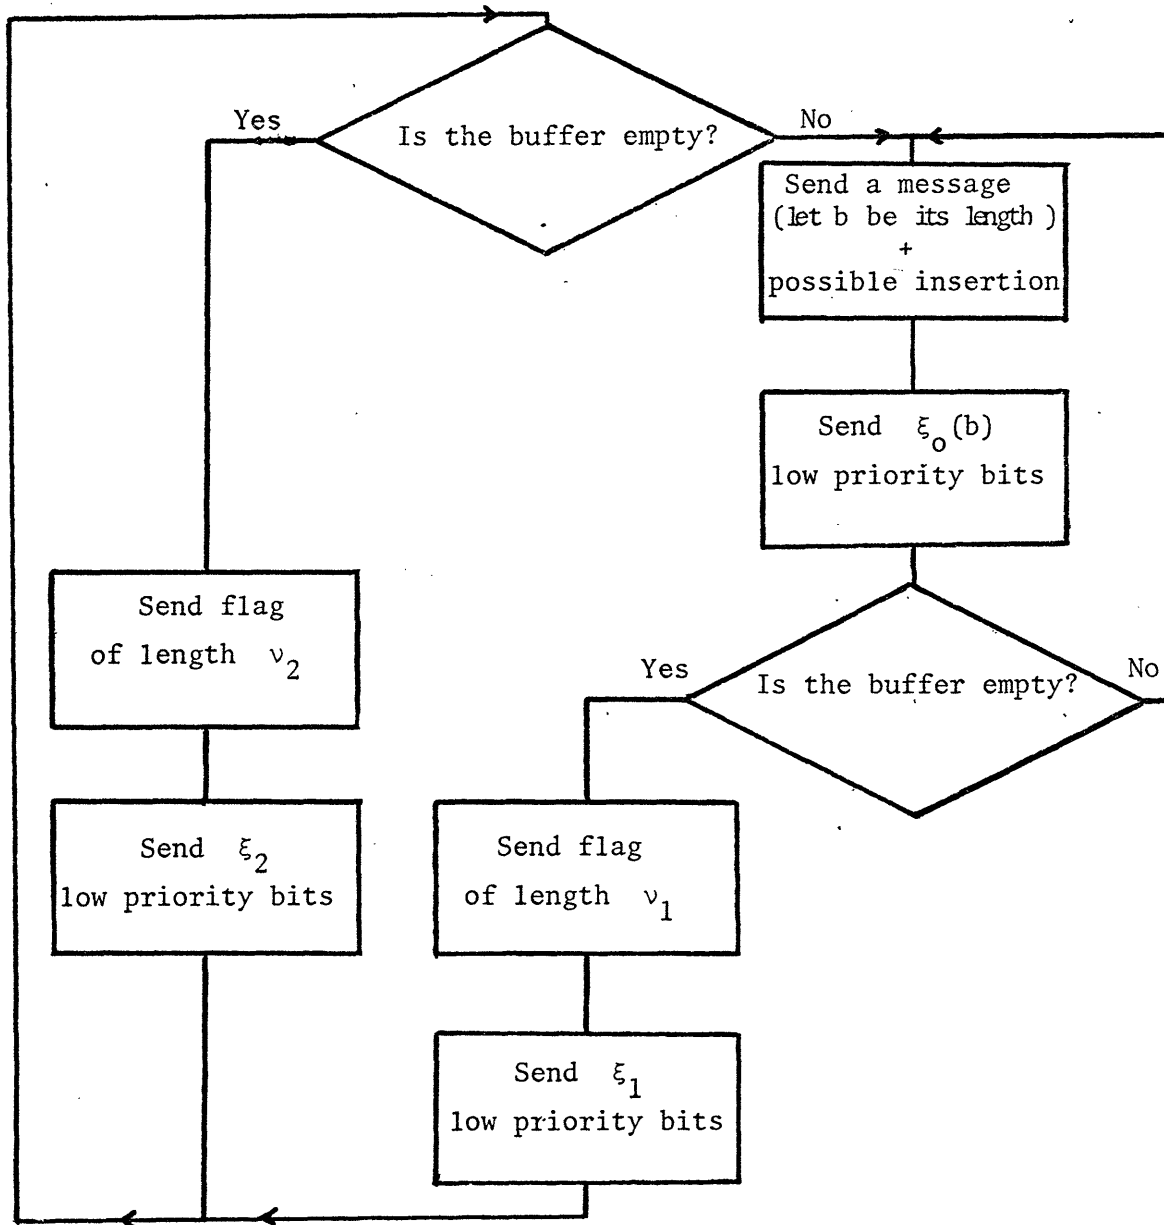 Is the buffer empty?
Yes
No
Send a message
(let b be its length )
+
possible insertion
Send ξo(b)
low priority bits
Is the buffer empty?
Yes
No
Send flag
of length ν2
Send ξ2
low priority bits
Send flag
of length ν1
Send ξ1
low priority bits